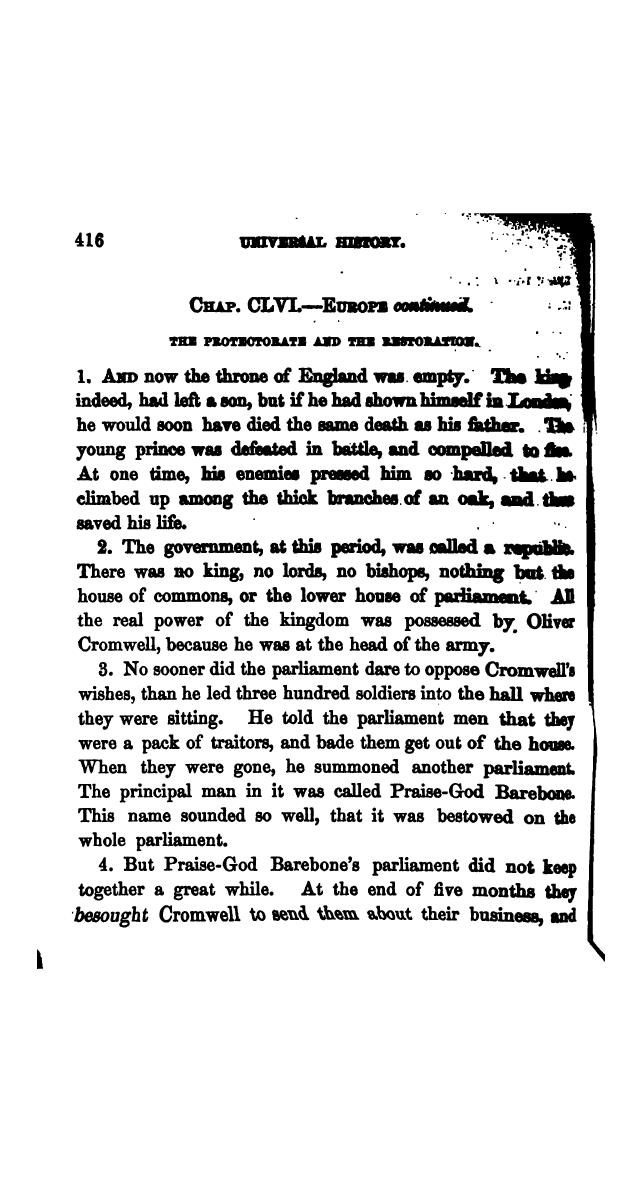 416 UNIVERSAL HISTORY.
CHAP. CLVI.—EUROPE continued.
THE PROTECTORATE AND THE RESTORATION.
1. AND now the throne of England was empty. The king
indeed, had left a son, but if he had shown himself in London,
he would soon have died the same death as his father. The
young prince was defeated in battle, and compelled to flee.
At one time, his enemies pressed him so hard, that he
climbed up among the thick branches of an oak, and thus
saved his life.
2. The government, at this period, was called a republic.
There was no king, no lords, no bishops, nothing but the
house of commons, or the lower house of parliament. All
the real power of the kingdom was possessed by Oliver
Cromwell, because he was at the head of the army.
3. No sooner did the parliament dare to oppose Cromwell's
wishes, than he led three hundred soldiers into the hall where
they were sitting. He told the parliament men that they
were a pack of traitors, and bade them get out of the house.
When they were gone, he summoned another parliament.
The principal man in it was called Praise-God Barebone.
This name sounded so well, that it was bestowed on the
whole parliament.
4. But Praise-God Barebone's parliament did not keep
together a great while. At the end of five months they
besought Cromwell to send them about their business, and